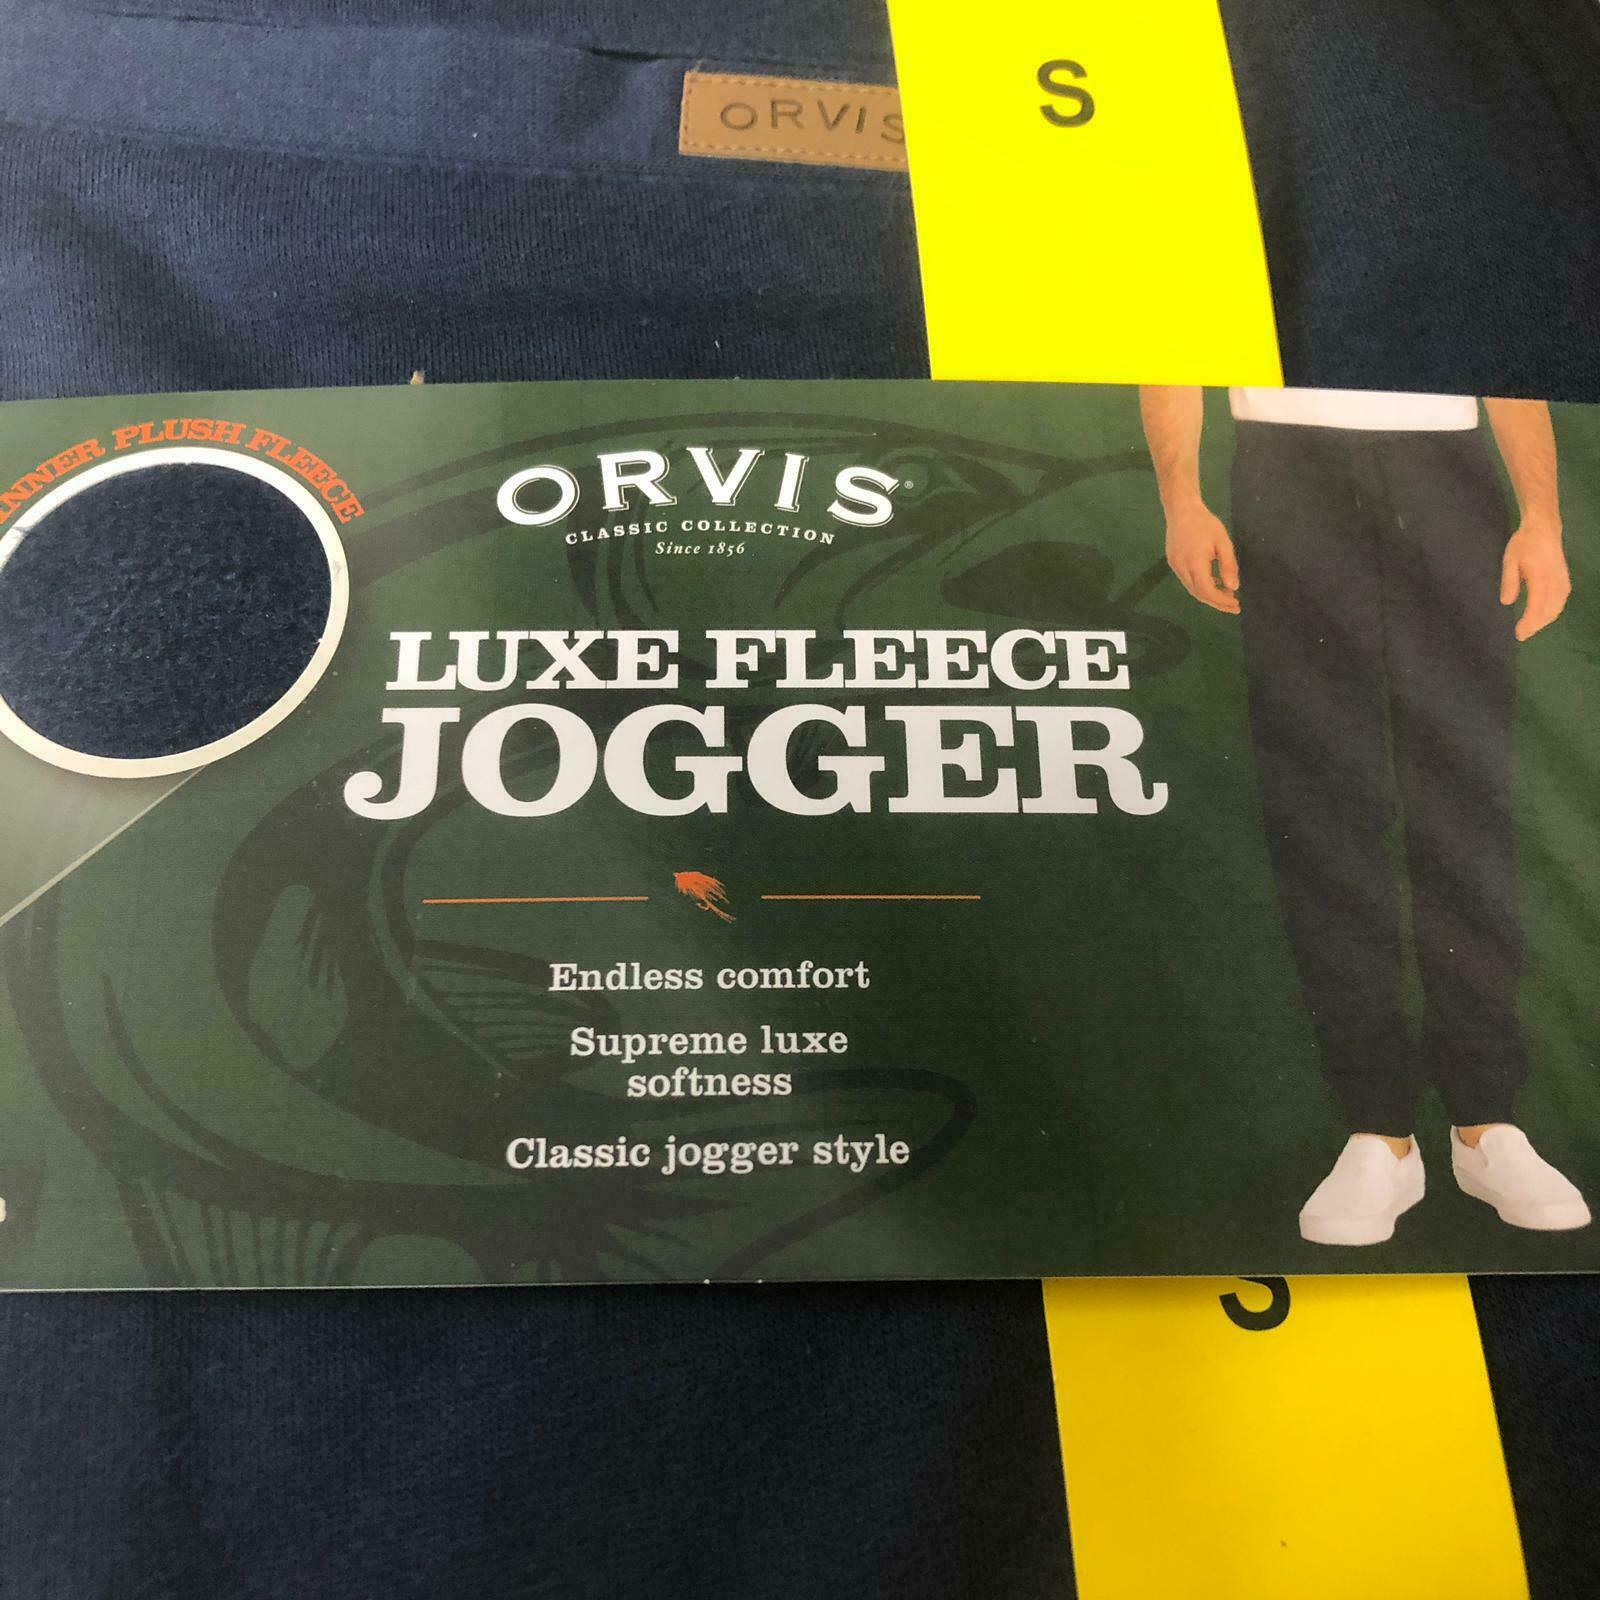 ORVIS
S
INNER PLUSH FLEECE
ORVIS®
CLASSIC COLLECTION
Since 1856
LUXE FLEECE
JOGGER
Endless comfort
Supreme luxe
softness
Classic jogger style
S